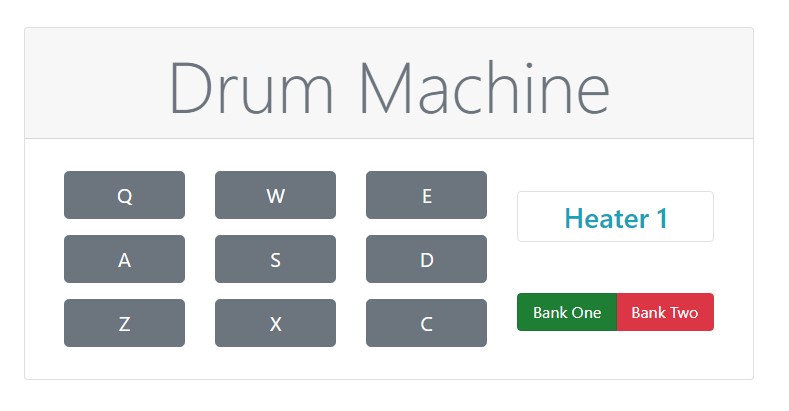 Drum Machine
Q W E
Heater 1
A S D
Z X C
Bank One Bank Two